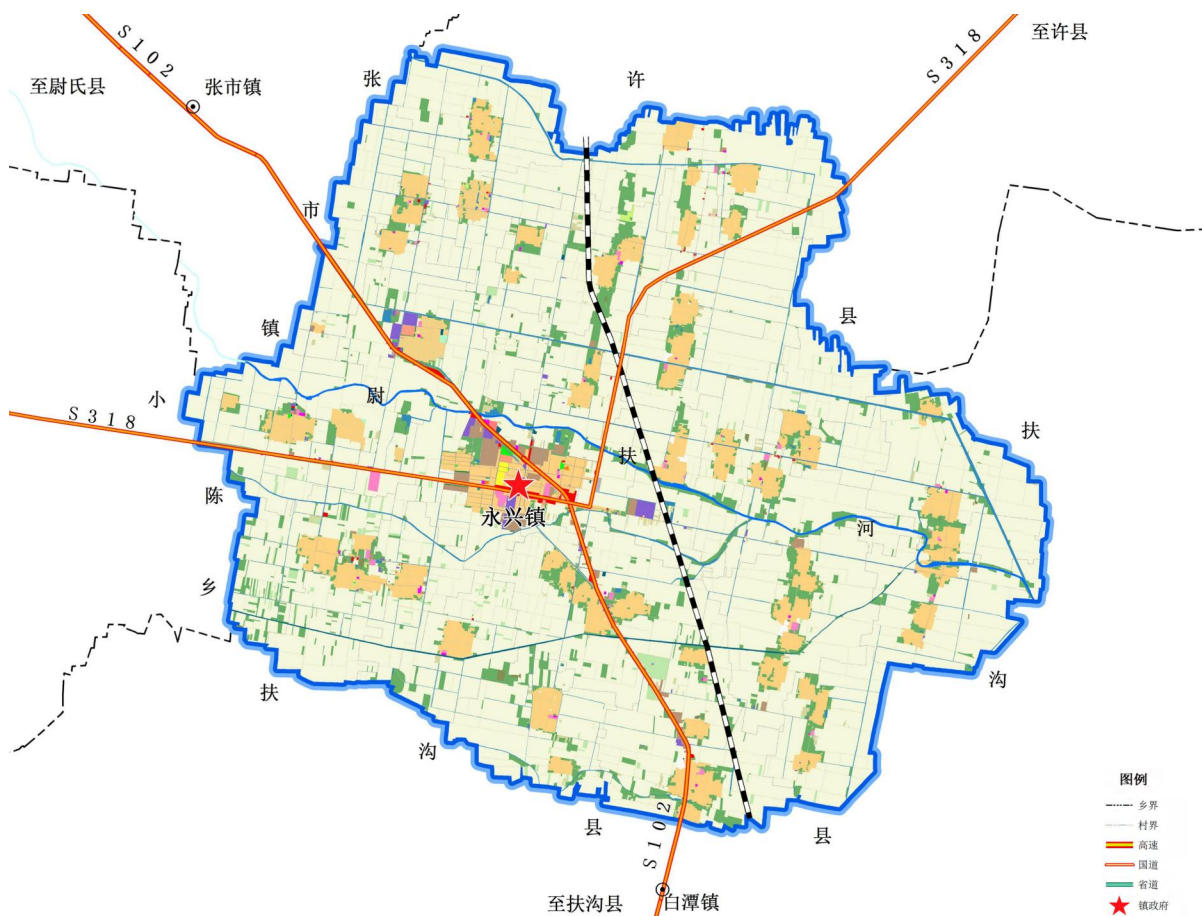 S102
至尉氏县
张市镇
张
许
S318
至许县
市
镇
县
小
S318
尉
扶
扶
陈
永兴镇
河
乡
扶
沟
沟
县
县
S102
至扶沟县
白潭镇
图例
乡界
村界
高速
国道
省道
镇政府